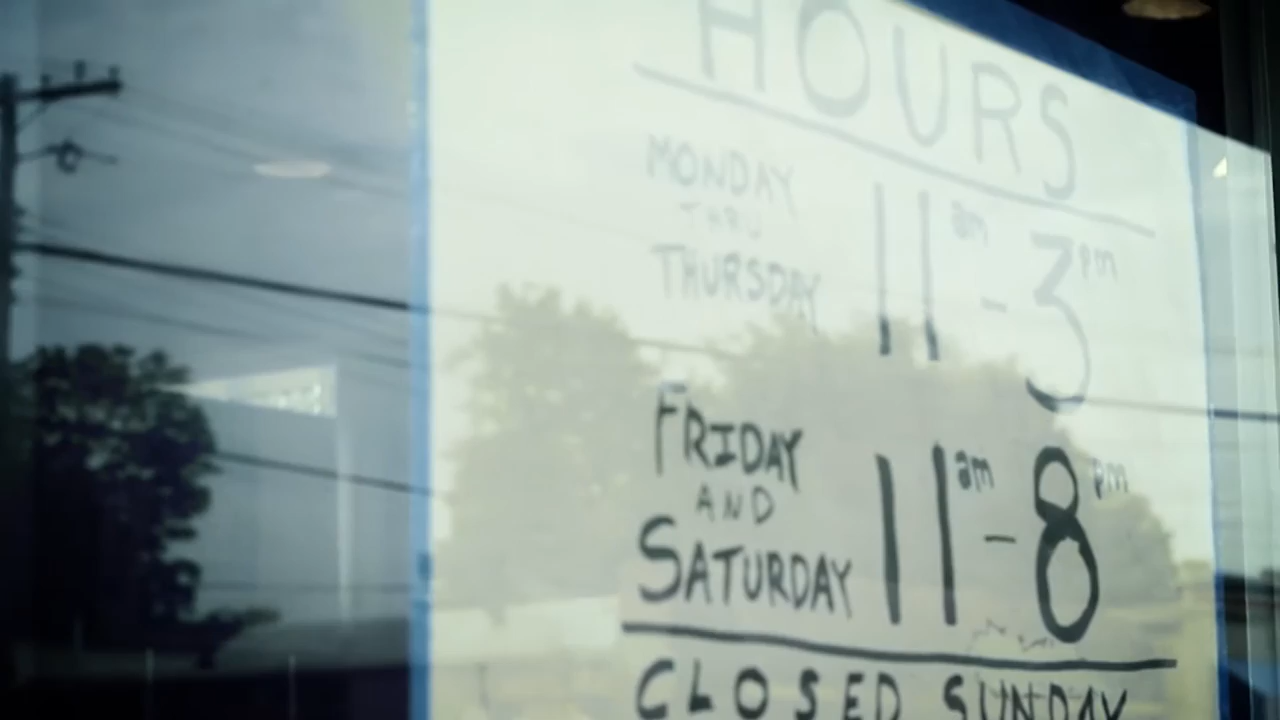 HOURS
MONDAY
THRU
THURSDAY
11am - 3pm
FRIDAY
AND
SATURDAY
11am - 8pm
CLOSED SUNDAY